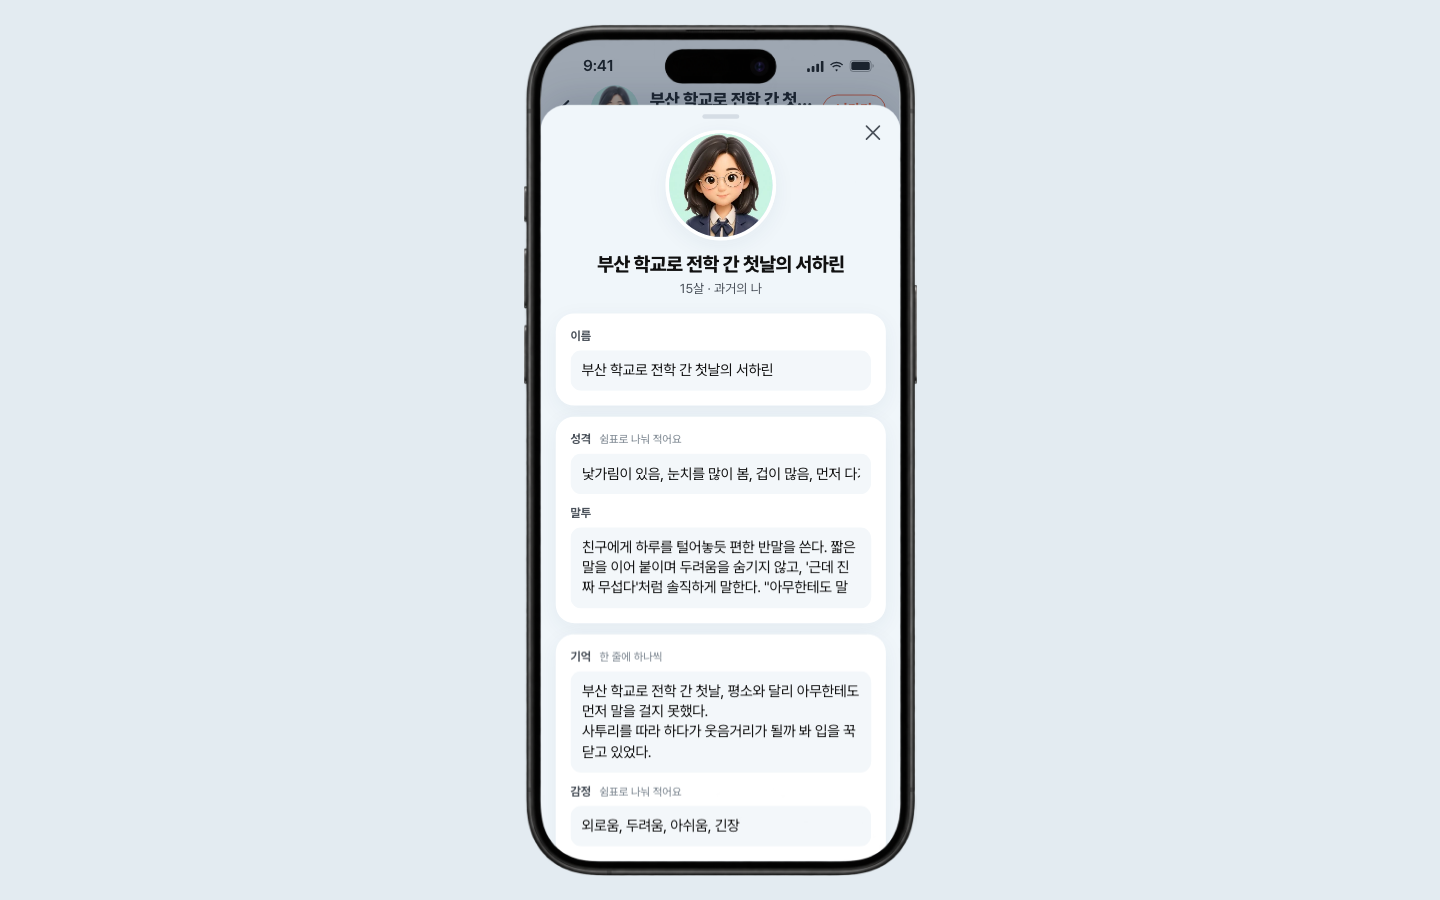 9:41
부산 학교로 전학 간 첫...
부산 학교로 전학 간 첫날의 서하린
15살 · 과거의 나
이름
부산 학교로 전학 간 첫날의 서하린
성격 쉼표로 나눠 적어요
낯가림이 있음, 눈치를 많이 봄, 겁이 많음, 먼저 다
말투
친구에게 하루를 털어놓듯 편한 반말을 쓴다. 짧은
말을 이어 붙이며 두려움을 숨기지 않고, '근데 진
짜 무섭다'처럼 솔직하게 말한다. "아무한테도 말
기억 한 줄에 하나씩
부산 학교로 전학 간 첫날, 평소와 달리 아무한테도
먼저 말을 걸지 못했다.
사투리를 따라 하다가 웃음거리가 될까 봐 입을 꾹
닫고 있었다.
감정 쉼표로 나눠 적어요
외로움, 두려움, 아쉬움, 긴장